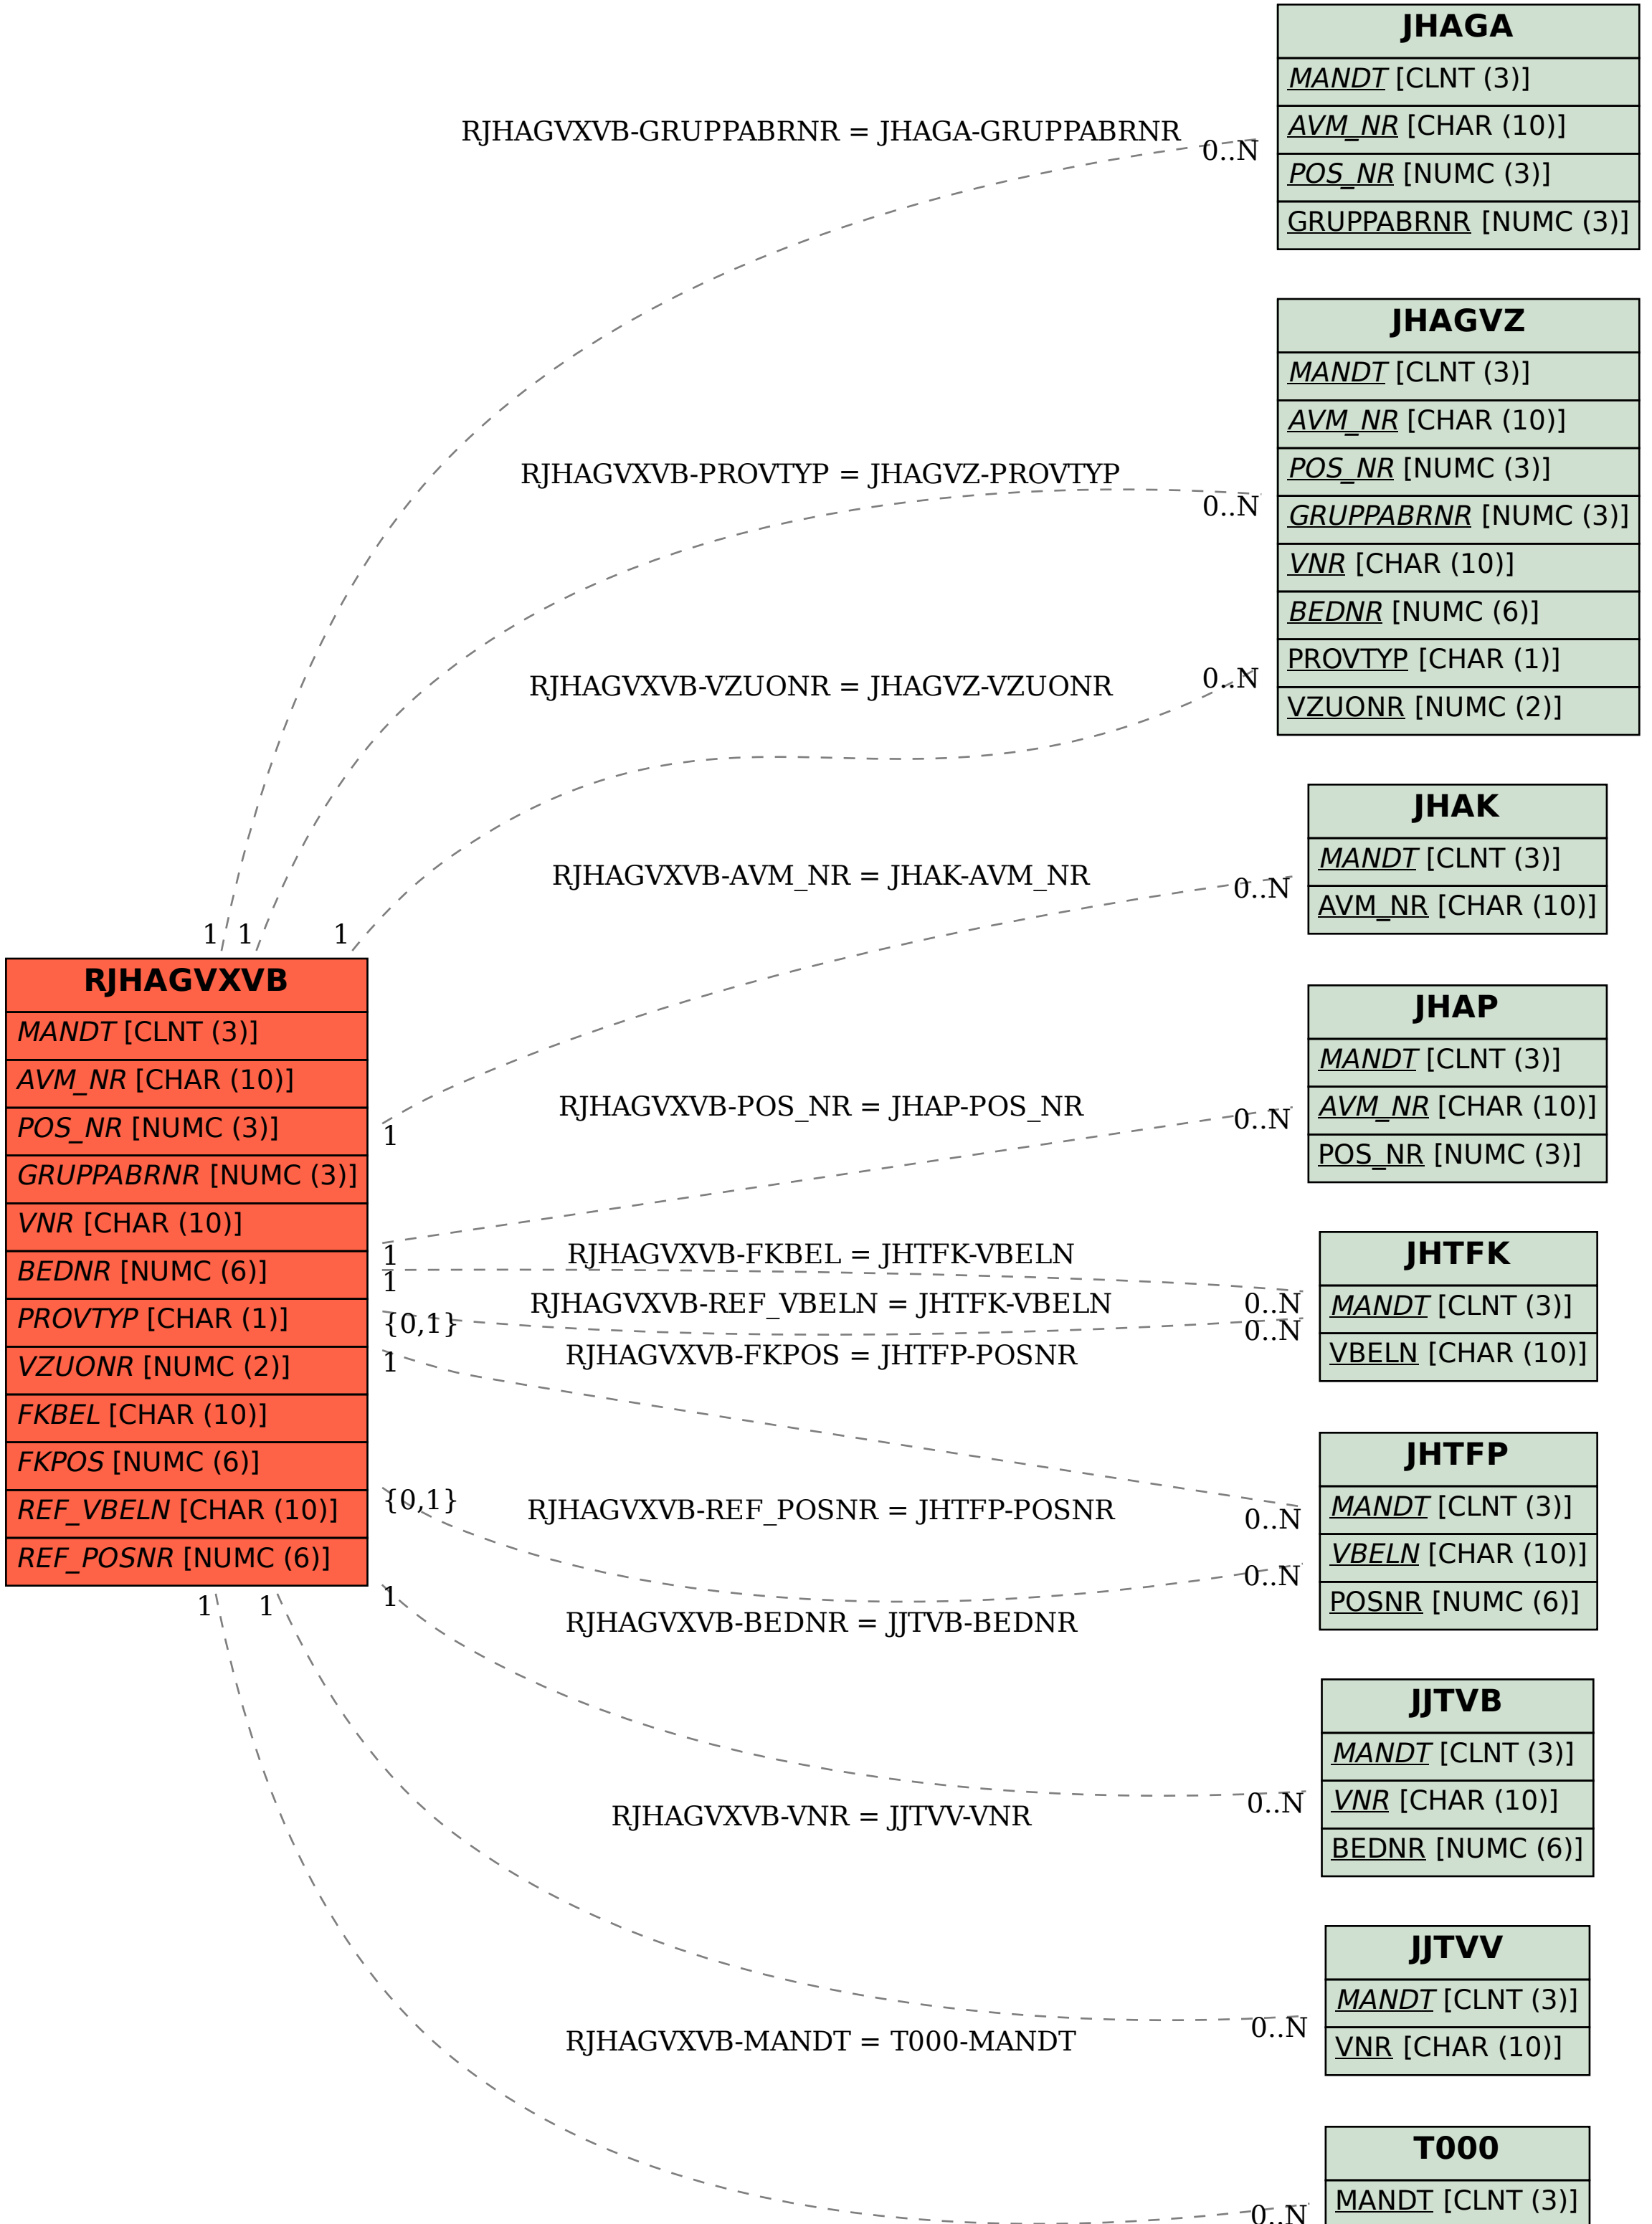 JHAGA
MANDT [CLNT (3)]
AVM_NR [CHAR (10)]
POS_NR [NUMC (3)]
GRUPPABRNR [NUMC (3)]
RJHAGVXVB-GRUPPABRNR = JHAGA-GRUPPABRNR
0..N
JHAGVZ
MANDT [CLNT (3)]
AVM_NR [CHAR (10)]
POS_NR [NUMC (3)]
GRUPPABRNR [NUMC (3)]
VNR [CHAR (10)]
BEDNR [NUMC (6)]
PROVTYP [CHAR (1)]
VZUONR [NUMC (2)]
RJHAGVXVB-PROVTYP = JHAGVZ-PROVTYP
0..N
RJHAGVXVB-VZUONR = JHAGVZ-VZUONR
0..N
JHAK
MANDT [CLNT (3)]
AVM_NR [CHAR (10)]
RJHAGVXVB-AVM_NR = JHAK-AVM_NR
0..N
1 1 1
RJHAGVXVB
MANDT [CLNT (3)]
AVM_NR [CHAR (10)]
POS_NR [NUMC (3)]
GRUPPABRNR [NUMC (3)]
VNR [CHAR (10)]
BEDNR [NUMC (6)]
PROVTYP [CHAR (1)]
VZUONR [NUMC (2)]
FKBEL [CHAR (10)]
FKPOS [NUMC (6)]
REF_VBELN [CHAR (10)]
REF_POSNR [NUMC (6)]
1
1
1
{0,1}
1
{0,1}
1
1 1
JHAP
MANDT [CLNT (3)]
AVM_NR [CHAR (10)]
POS_NR [NUMC (3)]
RJHAGVXVB-POS_NR = JHAP-POS_NR
0..N
RJHAGVXVB-FKBEL = JHTFK-VBELN
0..N
RJHAGVXVB-REF_VBELN = JHTFK-VBELN
0..N
JHTFK
MANDT [CLNT (3)]
VBELN [CHAR (10)]
RJHAGVXVB-FKPOS = JHTFP-POSNR
0..N
RJHAGVXVB-REF_POSNR = JHTFP-POSNR
0..N
JHTFP
MANDT [CLNT (3)]
VBELN [CHAR (10)]
POSNR [NUMC (6)]
RJHAGVXVB-BEDNR = JJTVB-BEDNR
0..N
JJTVB
MANDT [CLNT (3)]
VNR [CHAR (10)]
BEDNR [NUMC (6)]
RJHAGVXVB-VNR = JJTVV-VNR
0..N
JJTVV
MANDT [CLNT (3)]
VNR [CHAR (10)]
RJHAGVXVB-MANDT = T000-MANDT
0..N
T000
MANDT [CLNT (3)]